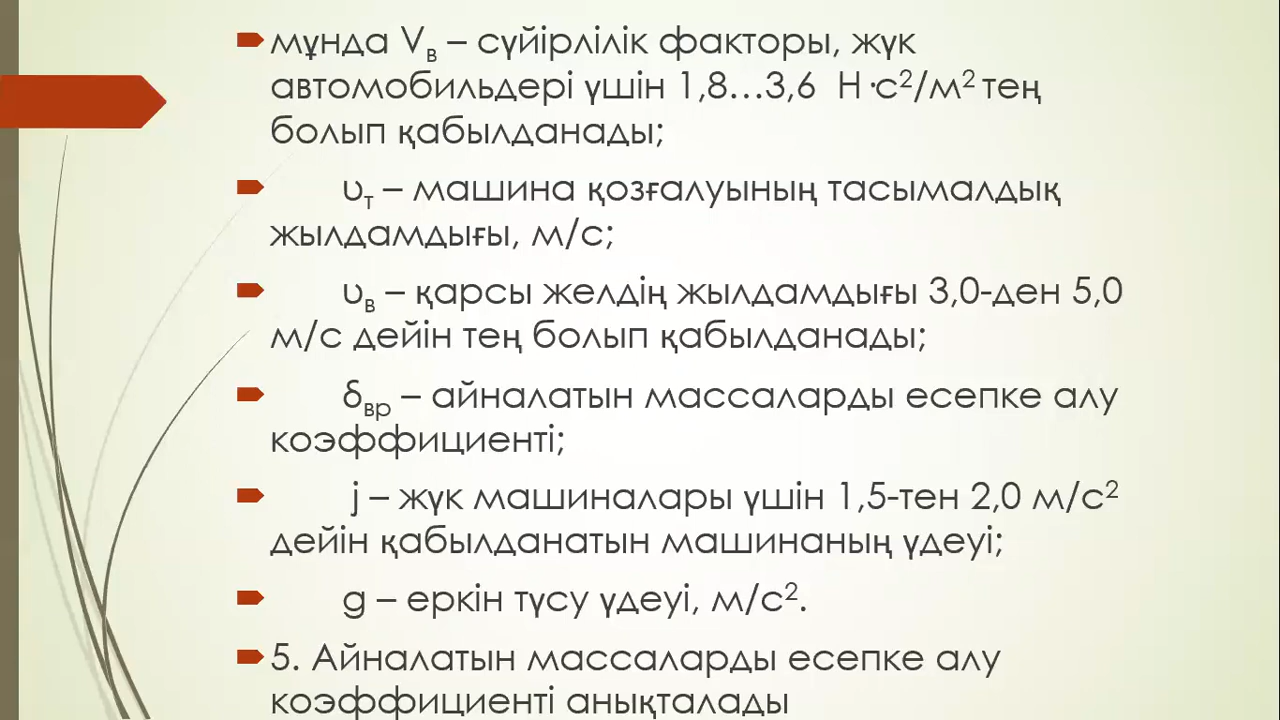 мұнда Vв – сүйірлілік факторы, жүк
автомобильдері үшін 1,8…3,6 Н·с²/м² тең
болып қабылданады;
υт – машина қозғалуының тасымалдық
жылдамдығы, м/с;
υв – қарсы желдің жылдамдығы 3,0-ден 5,0
м/с дейін тең болып қабылданады;
δвр – айналатын массаларды есепке алу
коэффициенті;
j – жүк машиналары үшін 1,5-тен 2,0 м/с²
дейін қабылданатын машинаның үдеуі;
g – еркін түсу үдеуі, м/с².
5. Айналатын массаларды есепке алу
коэффициенті анықталады